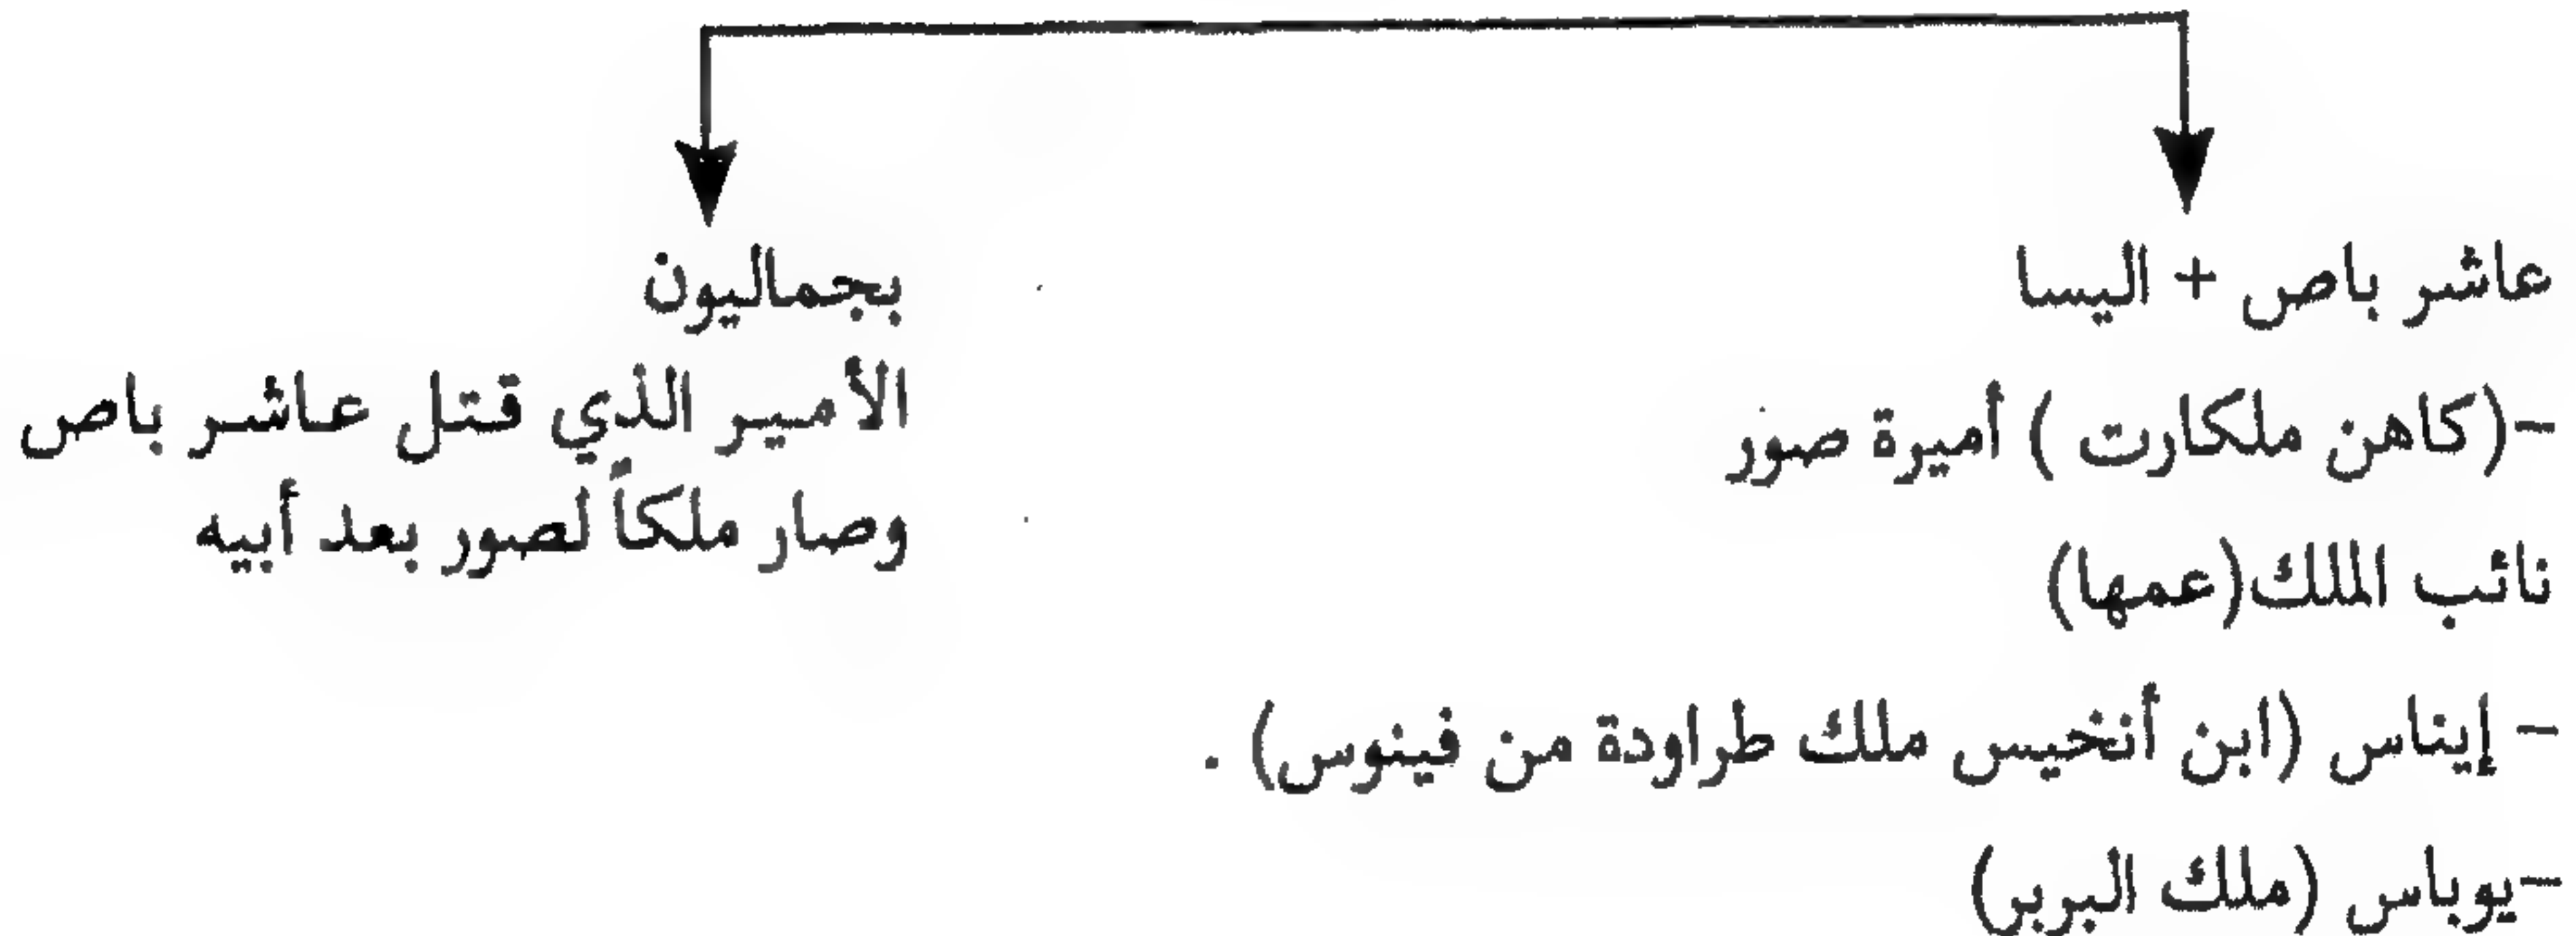 عاشر باص + اليسا
-(كاهن ملكارت ) أميرة صور
نائب الملك(عمها)
- إيناس (ابن أنخيس ملك طراودة من فينوس) .
-يوباس (ملك البربر)
بجماليون
الأمير الذي قتل عاشر باص
وصار ملكاً لصور بعد أبيه